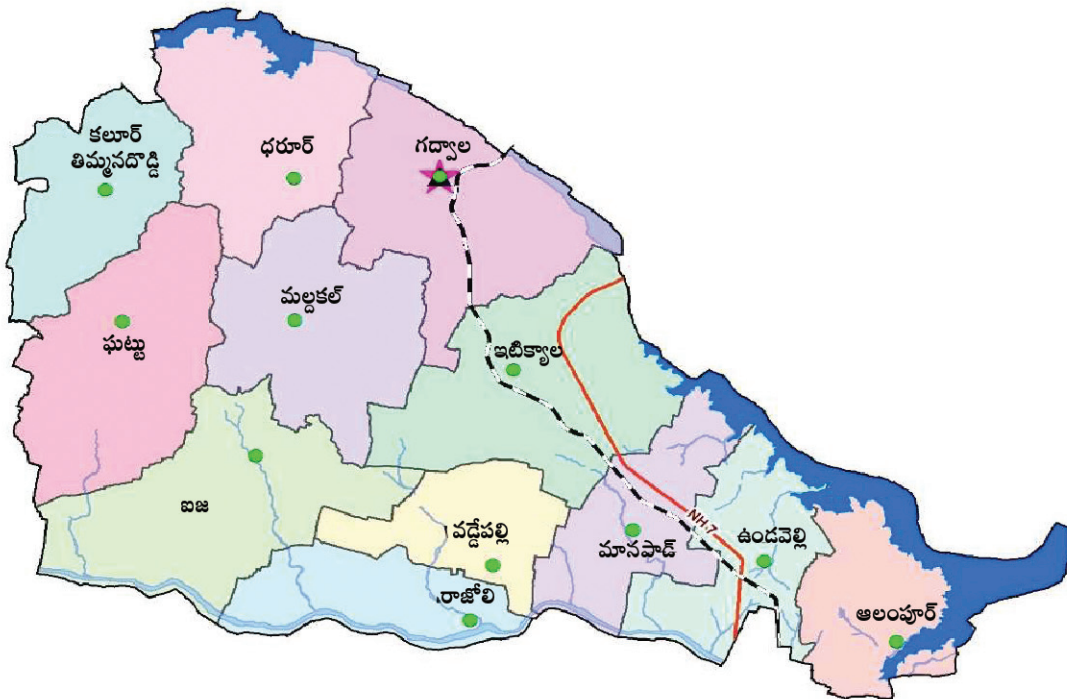 కలూర్
తిమ్మనదొడ్డి
ధరూర్
గద్వాల
ఘట్టు
మల్దకల్
ఇటిక్యాల
ఐజ
వడ్డేపల్లి
రాజోలి
మానపాడ్
NH-7
ఉండవెల్లి
ఆలంపూర్